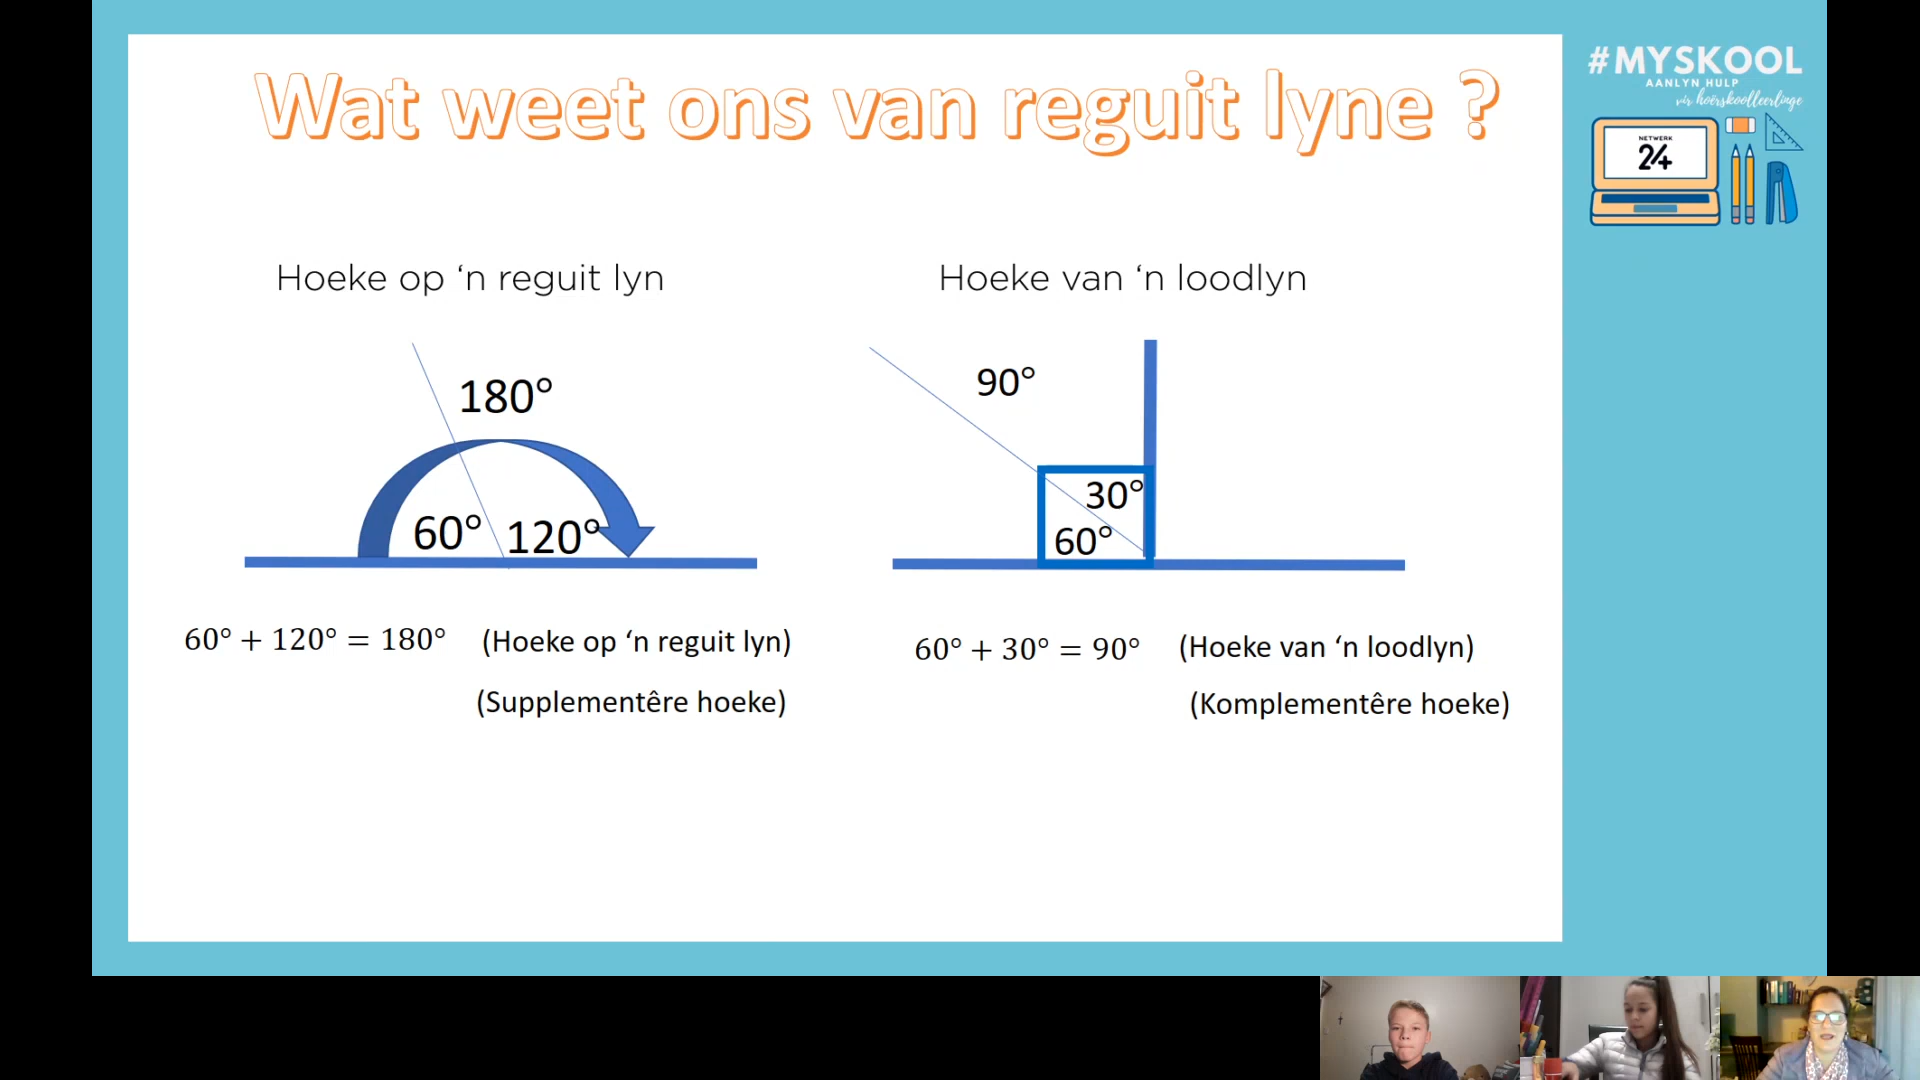 Wat weet ons van reguit lyne ?
#MYSKOOL
AANLYN HULP
vir hoërskoolleerlinge
NETWERK
24
Hoeke op ‘n reguit lyn
180°
60°
120°
60° + 120° = 180°
(Hoeke op ‘n reguit lyn)
(Supplementêre hoeke)
Hoeke van ‘n loodlyn
90°
30°
60°
60° + 30° = 90°
(Hoeke van ‘n loodlyn)
(Komplementêre hoeke)